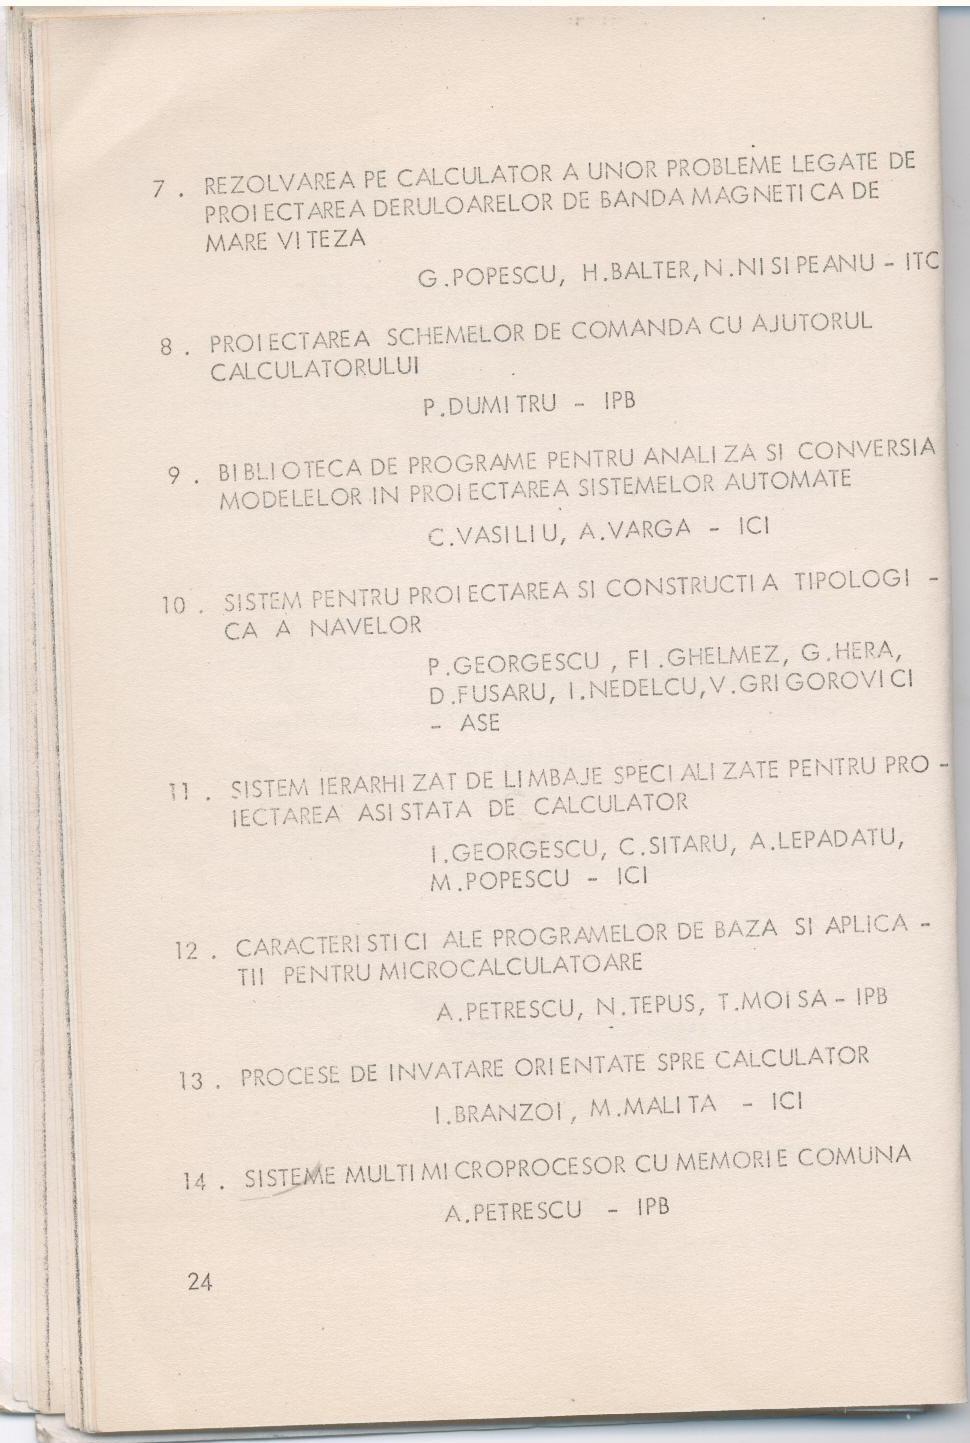 7. REZOLVAREA PE CALCULATOR A UNOR PROBLEME LEGATE DE
PROIECTAREA DERULOARELOR DE BANDA MAGNETICA DE
MARE VITEZA
G.POPESCU, H.BALTER, N.NISIPEANU - ITC
8. PROIECTAREA SCHEMELOR DE COMANDA CU AJUTORUL
CALCULATORULUI
P.DUMITRU - IPB
9. BIBLIOTECA DE PROGRAME PENTRU ANALIZA SI CONVERSIA
MODELELOR IN PROIECTAREA SISTEMELOR AUTOMATE
C.VASILIU, A.VARGA - ICI
10. SISTEM PENTRU PROIECTAREA SI CONSTRUCTIA TIPOLOGI -
CA A NAVELOR
P.GEORGESCU, FI.GHELMEZ, G.HERA,
D.FUSARU, I.NEDELCU, V.GRIGOROVICI
- ASE
11. SISTEM IERARHIZAT DE LIMBAJE SPECIALIZATE PENTRU PRO -
IECTAREA ASISTATA DE CALCULATOR
I.GEORGESCU, C.SITARU, A.LEPADATU,
M.POPESCU - ICI
12. CARACTERISTICI ALE PROGRAMELOR DE BAZA SI APLICA -
TII PENTRU MICROCALCULATOARE
A.PETRESCU, N.TEPUS, T.MOISA - IPB
13. PROCESE DE INVATARE ORIENTATE SPRE CALCULATOR
I.BRANZOI, M.MALITA - ICI
14. SISTEME MULTIMICROPROCESOR CU MEMORIE COMUNA
A.PETRESCU - IPB
24